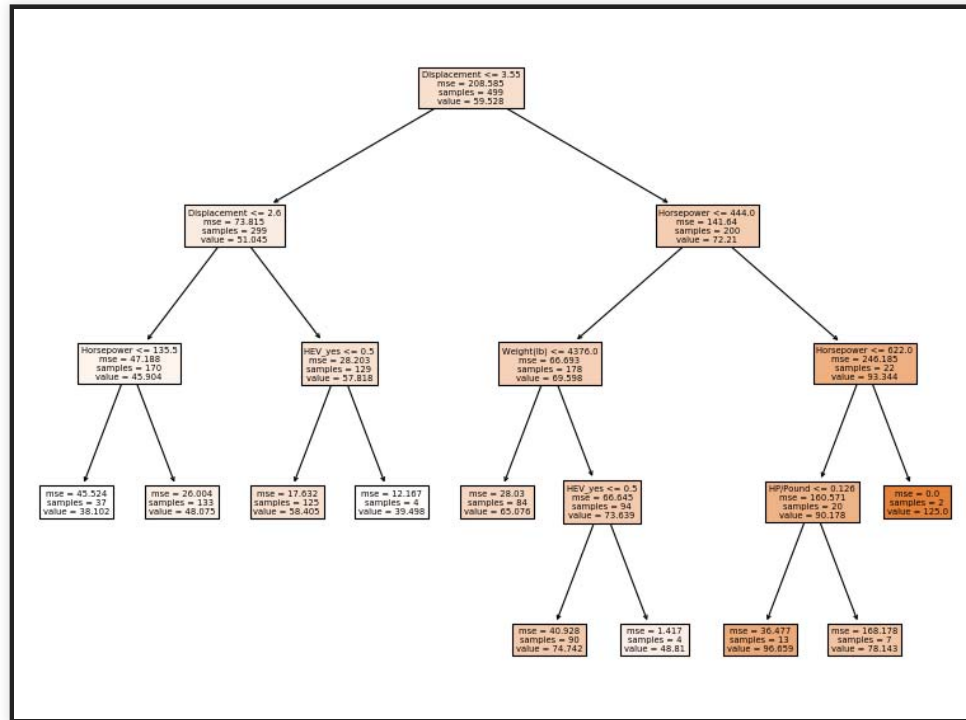 Displacement <= 3.55
mse = 208.585
samples = 499
value = 59.528
Displacement <= 2.6
mse = 73.815
samples = 299
value = 51.045
Horsepower <= 444.0
mse = 141.64
samples = 200
value = 72.21
Horsepower <= 135.5
mse = 47.188
samples = 170
value = 45.904
HEV_yes <= 0.5
mse = 28.203
samples = 129
value = 57.818
Weight(lb) <= 4376.0
mse = 66.693
samples = 178
value = 69.598
Horsepower <= 622.0
mse = 246.185
samples = 22
value = 93.344
mse = 45.524
samples = 37
value = 38.102
mse = 26.004
samples = 133
value = 48.075
mse = 17.632
samples = 125
value = 58.405
mse = 12.167
samples = 4
value = 39.498
mse = 28.03
samples = 84
value = 65.076
HEV_yes <= 0.5
mse = 66.645
samples = 94
value = 73.639
HP/Pound <= 0.126
mse = 160.571
samples = 20
value = 90.178
mse = 0.0
samples = 2
value = 125.0
mse = 40.928
samples = 90
value = 74.742
mse = 1.417
samples = 4
value = 48.81
mse = 36.477
samples = 13
value = 96.659
mse = 168.178
samples = 7
value = 78.143